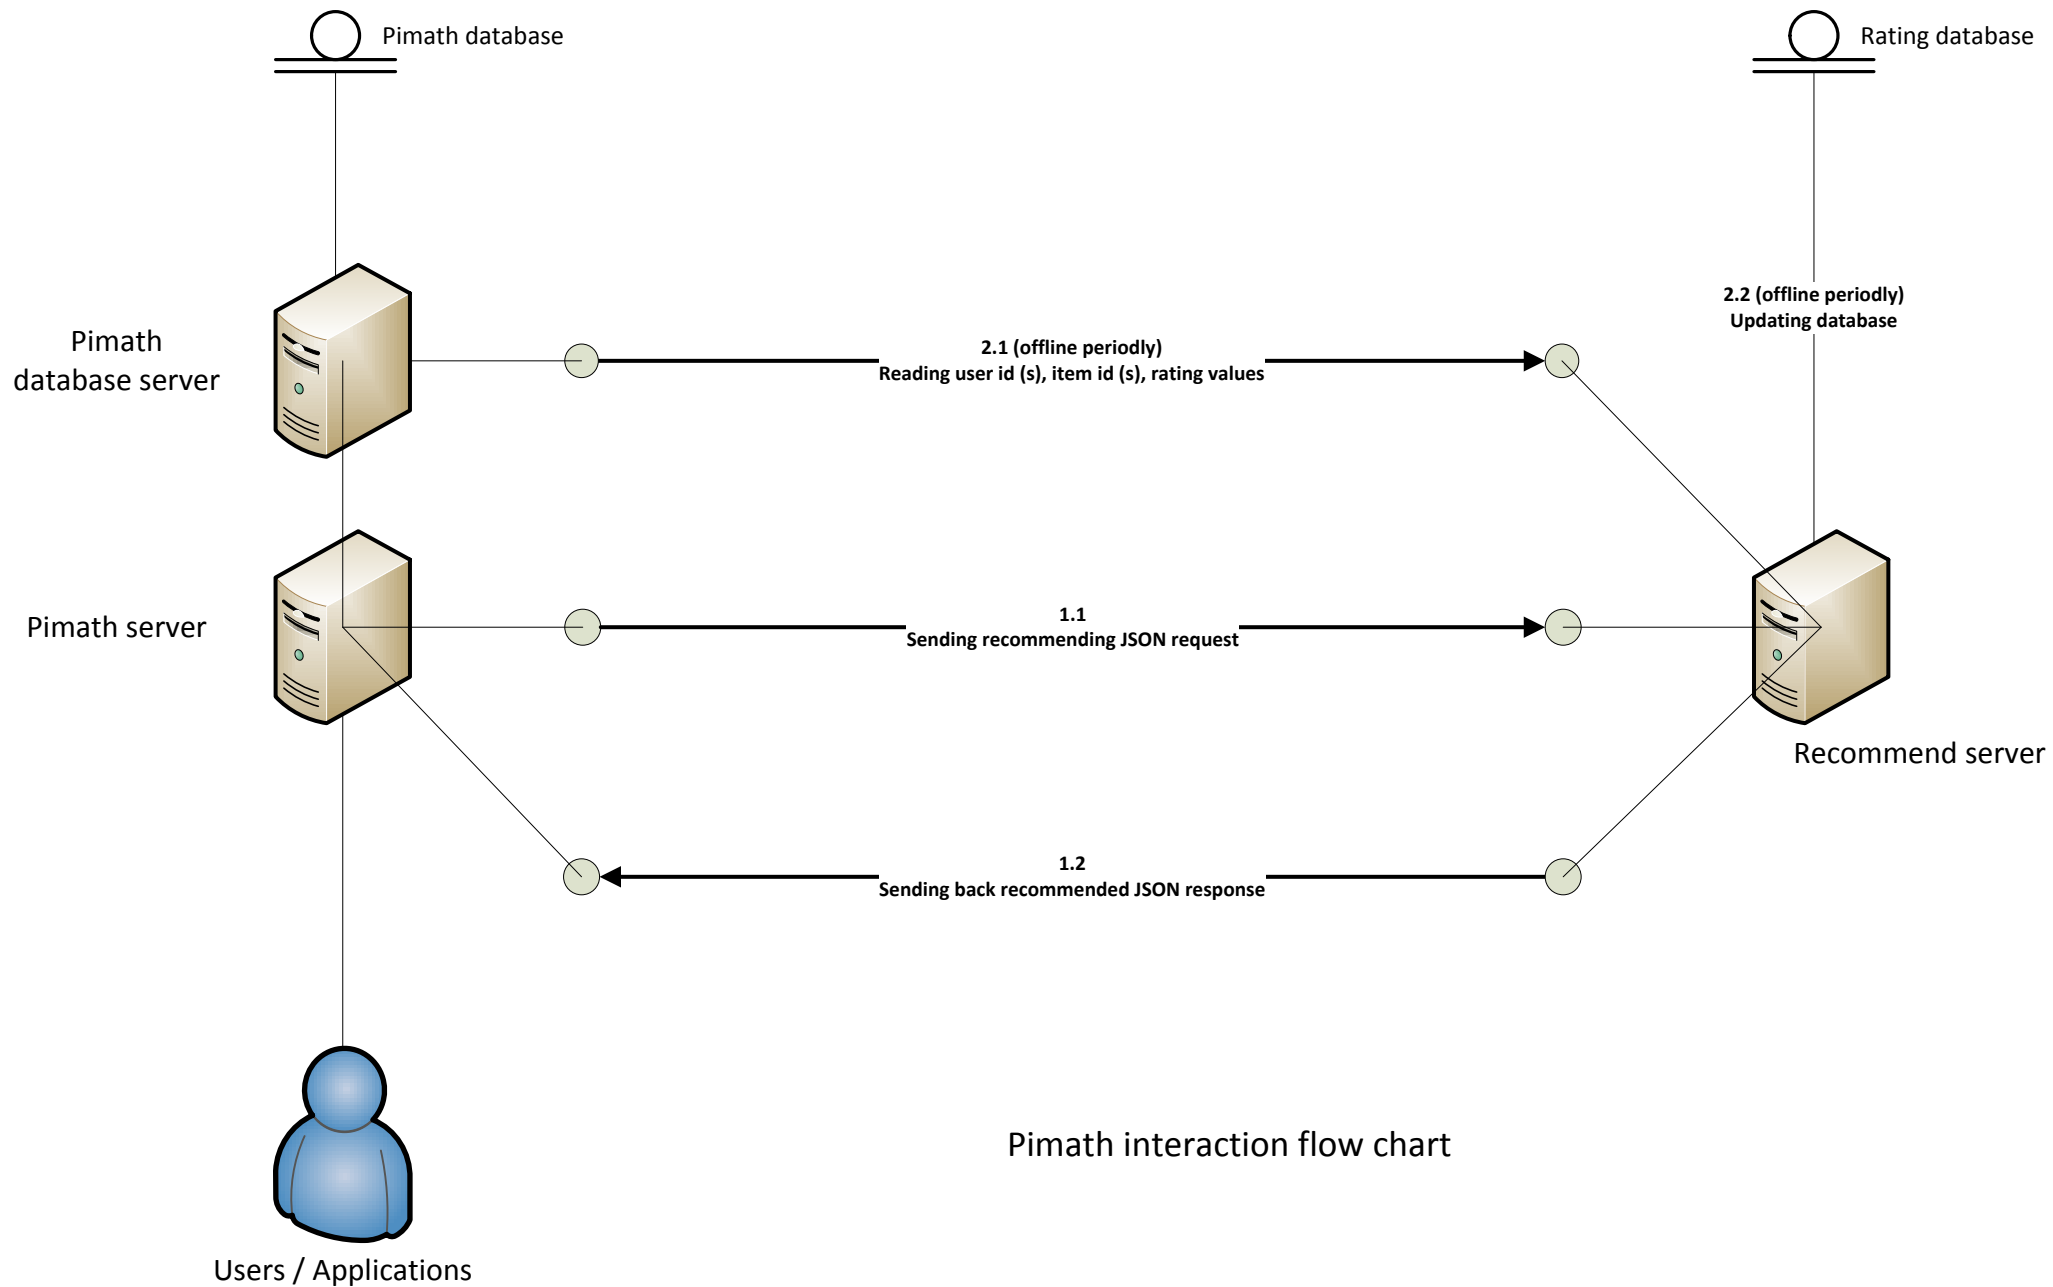 Pimath database
Rating database
2.2 (offline periodly)
Updating database
Pimath
database server
2.1 (offline periodly)
Reading user id (s), item id (s), rating values
Pimath server
1.1
Sending recommending JSON request
Recommend server
1.2
Sending back recommended JSON response
Pimath interaction flow chart
Users / Applications